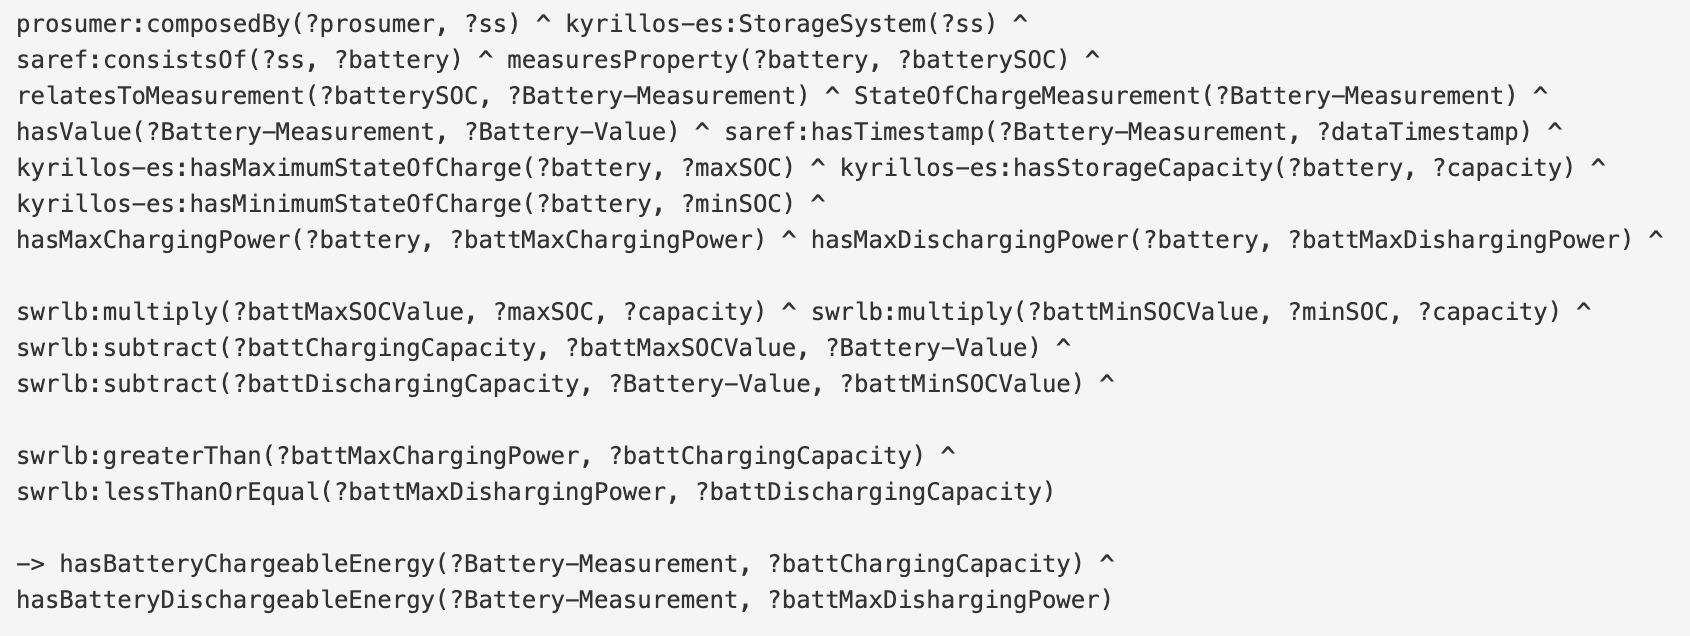 prosumer:composedBy(?prosumer, ?ss) ^ kyrillos-es:StorageSystem(?ss) ^
saref:consistsOf(?ss, ?battery) ^ measuresProperty(?battery, ?batterySOC) ^
relatesToMeasurement(?batterySOC, ?Battery-Measurement) ^ StateOfChargeMeasurement(?Battery-Measurement) ^
hasValue(?Battery-Measurement, ?Battery-Value) ^ saref:hasTimestamp(?Battery-Measurement, ?dataTimestamp) ^
kyrillos-es:hasMaximumStateOfCharge(?battery, ?maxSOC) ^ kyrillos-es:hasStorageCapacity(?battery, ?capacity) ^
kyrillos-es:hasMinimumStateOfCharge(?battery, ?minSOC) ^
hasMaxChargingPower(?battery, ?battMaxChargingPower) ^ hasMaxDischargingPower(?battery, ?battMaxDishargingPower) ^
swrlb:multiply(?battMaxSOCValue, ?maxSOC, ?capacity) ^ swrlb:multiply(?battMinSOCValue, ?minSOC, ?capacity) ^
swrlb:subtract(?battChargingCapacity, ?battMaxSOCValue, ?Battery-Value) ^
swrlb:subtract(?battDischargingCapacity, ?Battery-Value, ?battMinSOCValue) ^
swrlb:greaterThan(?battMaxChargingPower, ?battChargingCapacity) ^
swrlb:lessThanOrEqual(?battMaxDishargingPower, ?battDischargingCapacity)
-> hasBatteryChargeableEnergy(?Battery-Measurement, ?battChargingCapacity) ^
hasBatteryDischargeableEnergy(?Battery-Measurement, ?battMaxDishargingPower)